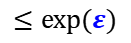 ≤ exp(𝜺)